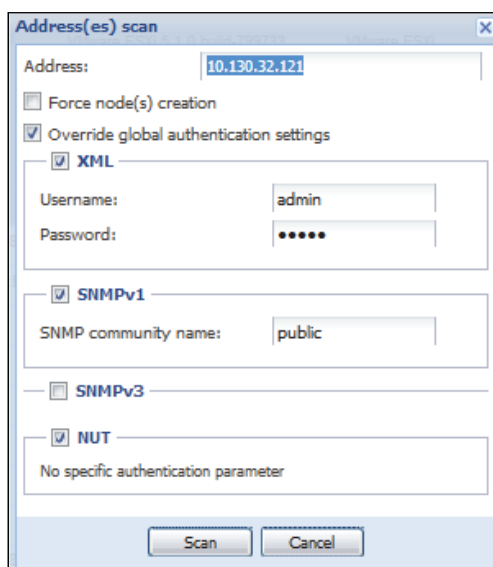 Address(es) scan
Address: 10.130.32.121
Force node(s) creation
Override global authentication settings
XML
Username: admin
Password: •••••
SNMPv1
SNMP community name: public
SNMPv3
NUT
No specific authentication parameter
Scan Cancel